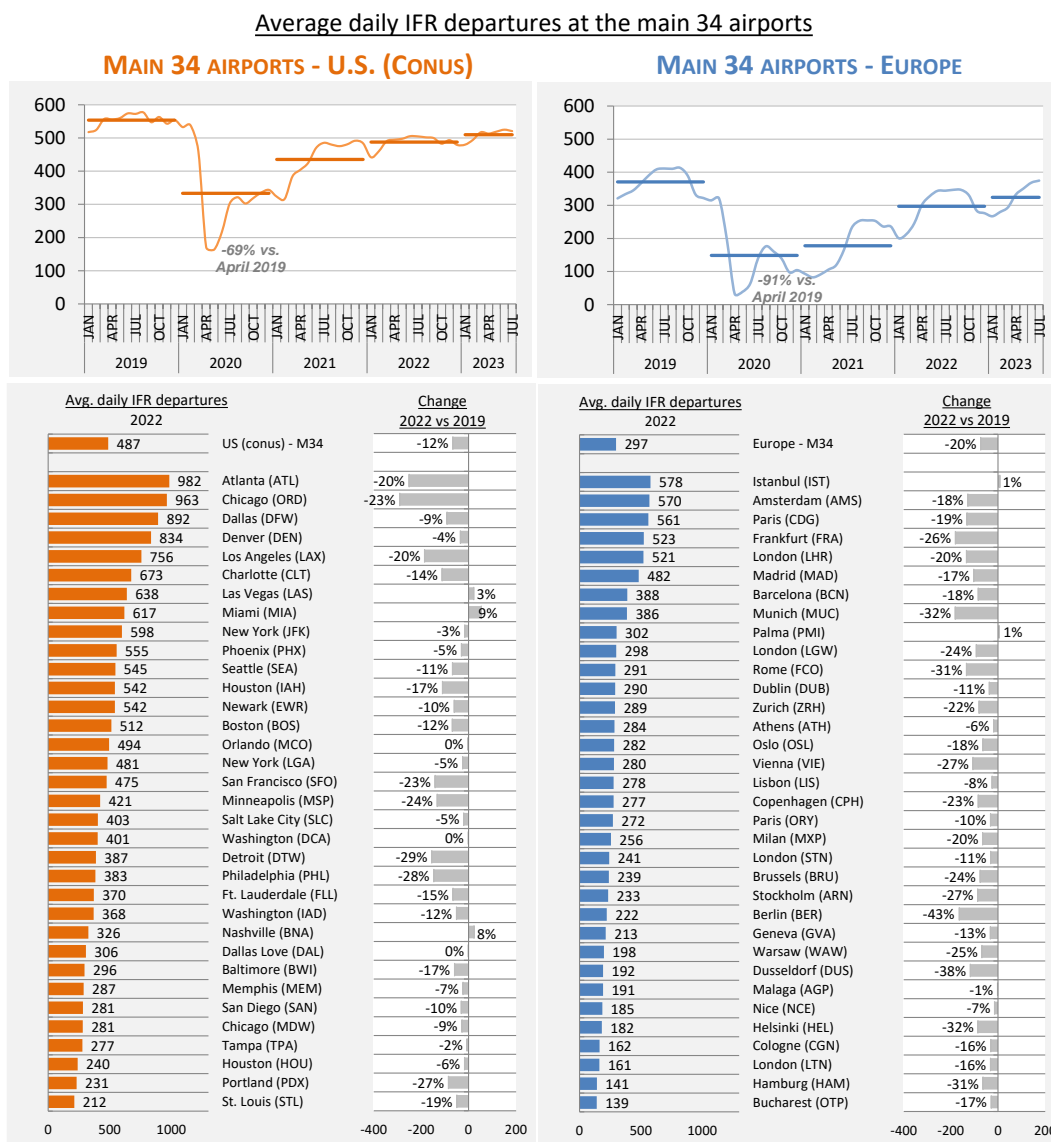 Average daily IFR departures at the main 34 airports
MAIN 34 AIRPORTS - U.S. (CONUS)
600
500
400
300
200
100
0
-69% vs.
April 2019
JAN APR JUL OCT JAN APR JUL OCT JAN APR JUL OCT JAN APR JUL OCT JAN APR JUL
2019 2020 2021 2022 2023
MAIN 34 AIRPORTS - EUROPE
600
500
400
300
200
100
0
-91% vs.
April 2019
JAN APR JUL OCT JAN APR JUL OCT JAN APR JUL OCT JAN APR JUL OCT JAN APR JUL
2019 2020 2021 2022 2023
Avg. daily IFR departures Change
2022 2022 vs 2019
487 US (conus) - M34 -12%
982 Atlanta (ATL) -20%
963 Chicago (ORD) -23%
892 Dallas (DFW) -9%
834 Denver (DEN) -4%
756 Los Angeles (LAX) -20%
673 Charlotte (CLT) -14%
638 Las Vegas (LAS) 3%
617 Miami (MIA) 9%
598 New York (JFK) -3%
555 Phoenix (PHX) -5%
545 Seattle (SEA) -11%
542 Houston (IAH) -17%
542 Newark (EWR) -10%
512 Boston (BOS) -12%
494 Orlando (MCO) 0%
481 New York (LGA) -5%
475 San Francisco (SFO) -23%
421 Minneapolis (MSP) -24%
403 Salt Lake City (SLC) -5%
401 Washington (DCA) 0%
387 Detroit (DTW) -29%
383 Philadelphia (PHL) -28%
370 Ft. Lauderdale (FLL) -15%
368 Washington (IAD) -12%
326 Nashville (BNA) 8%
306 Dallas Love (DAL) 0%
296 Baltimore (BWI) -17%
287 Memphis (MEM) -7%
281 San Diego (SAN) -10%
281 Chicago (MDW) -9%
277 Tampa (TPA) -2%
240 Houston (HOU) -6%
231 Portland (PDX) -27%
212 St. Louis (STL) -19%
0 500 1000 -400 -200 0 200
Avg. daily IFR departures Change
2022 2022 vs 2019
297 Europe - M34 -20%
578 Istanbul (IST) 1%
570 Amsterdam (AMS) -18%
561 Paris (CDG) -19%
523 Frankfurt (FRA) -26%
521 London (LHR) -20%
482 Madrid (MAD) -17%
388 Barcelona (BCN) -18%
386 Munich (MUC) -32%
302 Palma (PMI) 1%
298 London (LGW) -24%
291 Rome (FCO) -31%
290 Dublin (DUB) -11%
289 Zurich (ZRH) -22%
284 Athens (ATH) -6%
282 Oslo (OSL) -18%
280 Vienna (VIE) -27%
278 Lisbon (LIS) -8%
277 Copenhagen (CPH) -23%
272 Paris (ORY) -10%
256 Milan (MXP) -20%
241 London (STN) -11%
239 Brussels (BRU) -24%
233 Stockholm (ARN) -27%
222 Berlin (BER) -43%
213 Geneva (GVA) -13%
198 Warsaw (WAW) -25%
192 Dusseldorf (DUS) -38%
191 Malaga (AGP) -1%
185 Nice (NCE) -7%
182 Helsinki (HEL) -32%
162 Cologne (CGN) -16%
161 London (LTN) -16%
141 Hamburg (HAM) -31%
139 Bucharest (OTP) -17%
0 500 1000 -400 -200 0 200